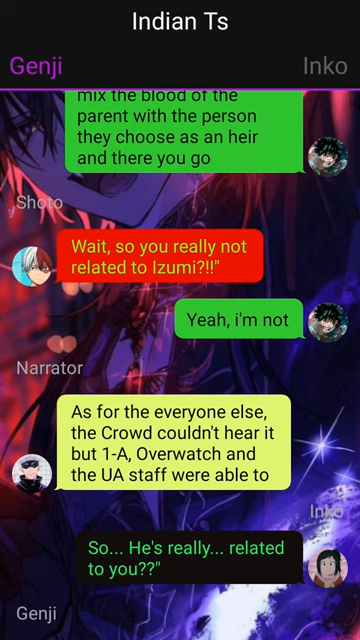 Indian Ts
Genji
Inko
mix the blood of the
parent with the person
they choose as an heir
and there you go
Shoto
Wait, so you really not
related to Izumi?!!"
Yeah, i'm not
Narrator
As for the everyone else,
the Crowd couldn't hear it
but 1-A, Overwatch and
the UA staff were able to
Inko
So... He's really... related
to you??"
Genji